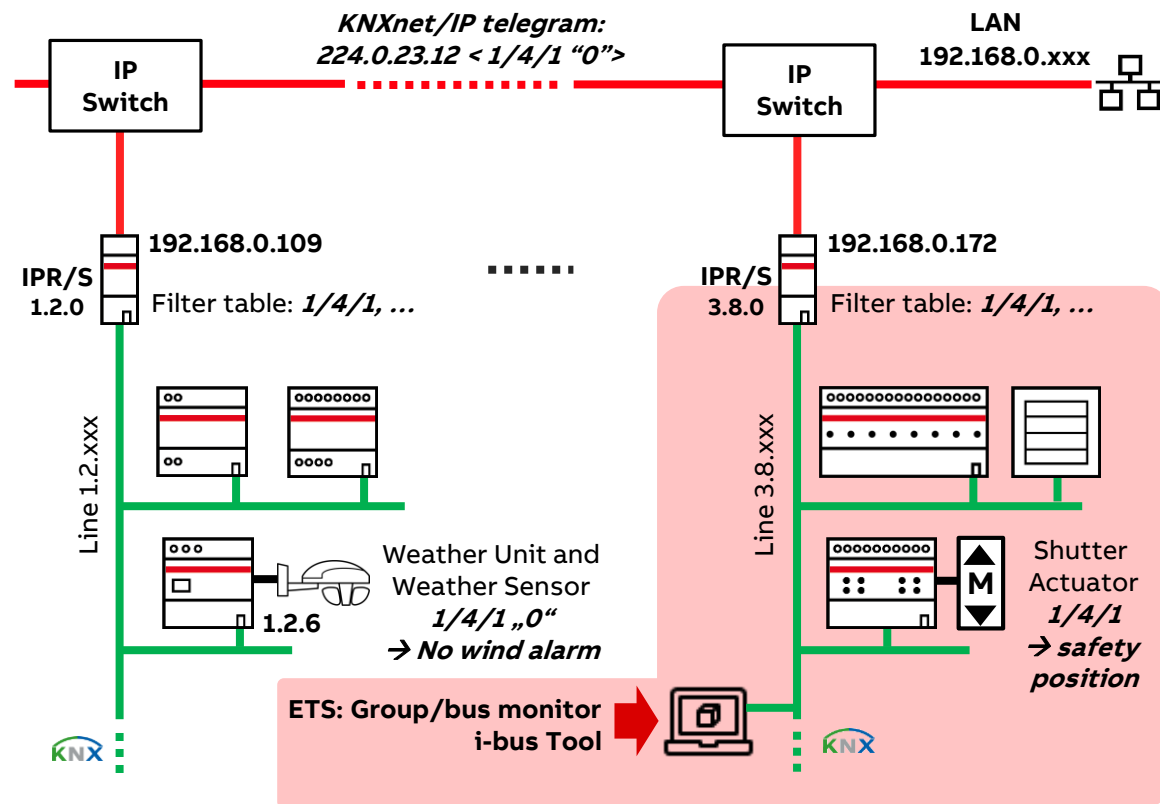 KNXnet/IP telegram:
224.0.23.12 < 1/4/1 “0”>
LAN
192.168.0.xxx
IP
Switch
IP
Switch
192.168.0.109
IPR/S
1.2.0
Filter table: 1/4/1, ...
192.168.0.172
IPR/S
3.8.0
Filter table: 1/4/1, ...
Line 1.2.xxx
Weather Unit and
Weather Sensor
1/4/1 „0“
→ No wind alarm
1.2.6
Line 3.8.xxx
M
Shutter
Actuator
1/4/1
→ safety
position
ETS: Group/bus monitor
i-bus Tool
KNX
KNX